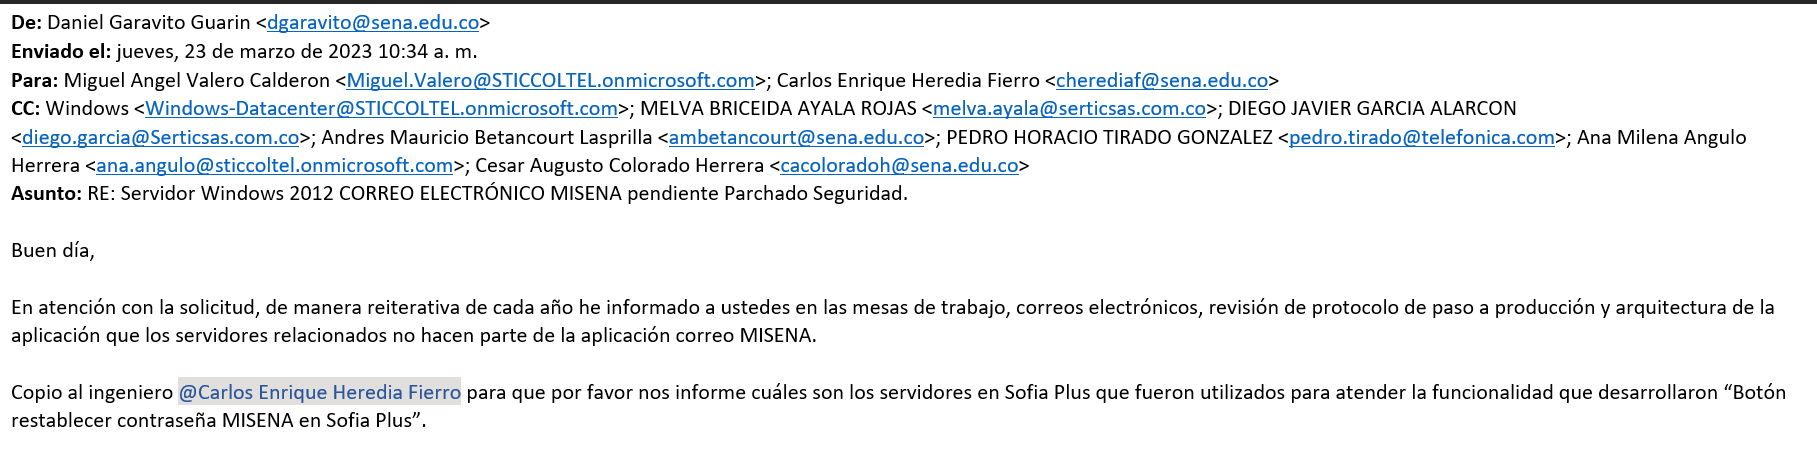 De: Daniel Garavito Guarin <dgaravito@sena.edu.co>
Enviado el: jueves, 23 de marzo de 2023 10:34 a. m.
Para: Miguel Angel Valero Calderon <Miguel.Valero@STICCOLTEL.onmicrosoft.com>; Carlos Enrique Heredia Fierro <cherediaf@sena.edu.co>
CC: Windows <Windows-Datacenter@STICCOLTEL.onmicrosoft.com>; MELVA BRICEIDA AYALA ROJAS <melva.ayala@serticsas.com.co>; DIEGO JAVIER GARCIA ALARCON
<diego.garcia@Serticsas.com.co>; Andres Mauricio Betancourt Lasprilla <ambetancourt@sena.edu.co>; PEDRO HORACIO TIRADO GONZALEZ <pedro.tirado@telefonica.com>; Ana Milena Angulo
Herrera <ana.angulo@sticcoltel.onmicrosoft.com>; Cesar Augusto Colorado Herrera <cacoloradoh@sena.edu.co>
Asunto: RE: Servidor Windows 2012 CORREO ELECTRÓNICO MISENA pendiente Parchado Seguridad.
Buen día,
En atención con la solicitud, de manera reiterativa de cada año he informado a ustedes en las mesas de trabajo, correos electrónicos, revisión de protocolo de paso a producción y arquitectura de la
aplicación que los servidores relacionados no hacen parte de la aplicación correo MISENA.
Copio al ingeniero @Carlos Enrique Heredia Fierro para que por favor nos informe cuáles son los servidores en Sofia Plus que fueron utilizados para atender la funcionalidad que desarrollaron “Botón
restablecer contraseña MISENA en Sofia Plus”.